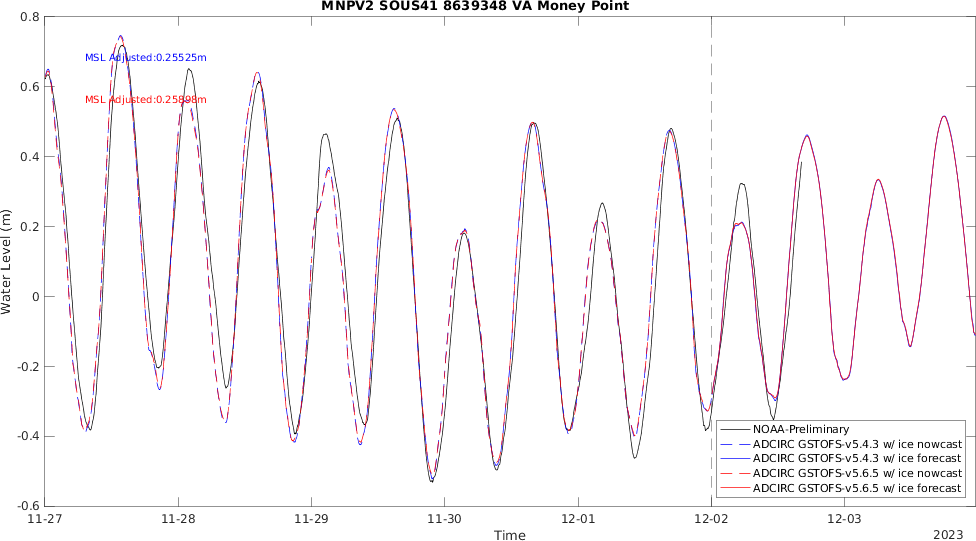 MNPV2 SOUS41 8639348 VA Money Point
0.8
0.6
0.4
0.2
0
-0.2
-0.4
-0.6
Water Level (m)
MSL Adjusted:0.25525m
MSL Adjusted:0.25898m
NOAA-Preliminary
ADCIRC GSTOFS-v5.4.3 w/ ice nowcast
ADCIRC GSTOFS-v5.4.3 w/ ice forecast
ADCIRC GSTOFS-v5.6.5 w/ ice nowcast
ADCIRC GSTOFS-v5.6.5 w/ ice forecast
11-27 11-28 11-29 11-30 12-01 12-02 12-03
Time
2023